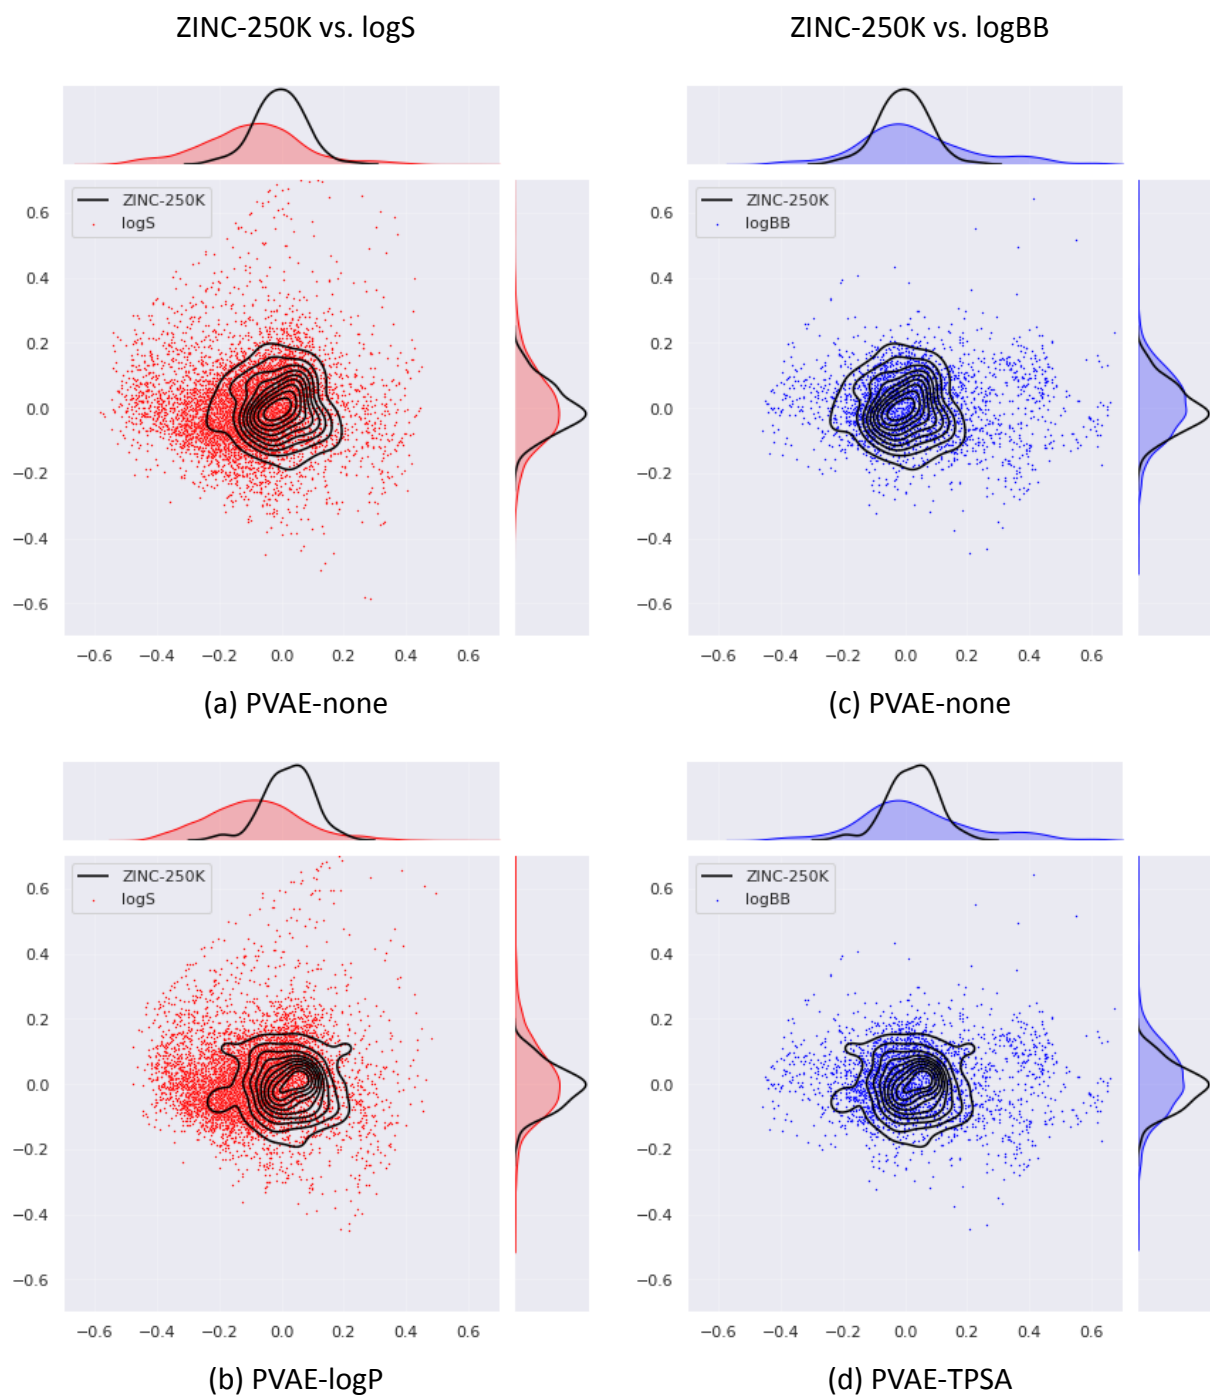 ZINC-250K vs. logS
ZINC-250K
logS
0.6
0.4
0.2
0.0
−0.2
−0.4
−0.6
−0.6 −0.4 −0.2 0.0 0.2 0.4 0.6
(a) PVAE-none
ZINC-250K vs. logBB
ZINC-250K
logBB
0.6
0.4
0.2
0.0
−0.2
−0.4
−0.6
−0.6 −0.4 −0.2 0.0 0.2 0.4 0.6
(c) PVAE-none
ZINC-250K
logS
0.6
0.4
0.2
0.0
−0.2
−0.4
−0.6
−0.6 −0.4 −0.2 0.0 0.2 0.4 0.6
(b) PVAE-logP
ZINC-250K
logBB
0.6
0.4
0.2
0.0
−0.2
−0.4
−0.6
−0.6 −0.4 −0.2 0.0 0.2 0.4 0.6
(d) PVAE-TPSA